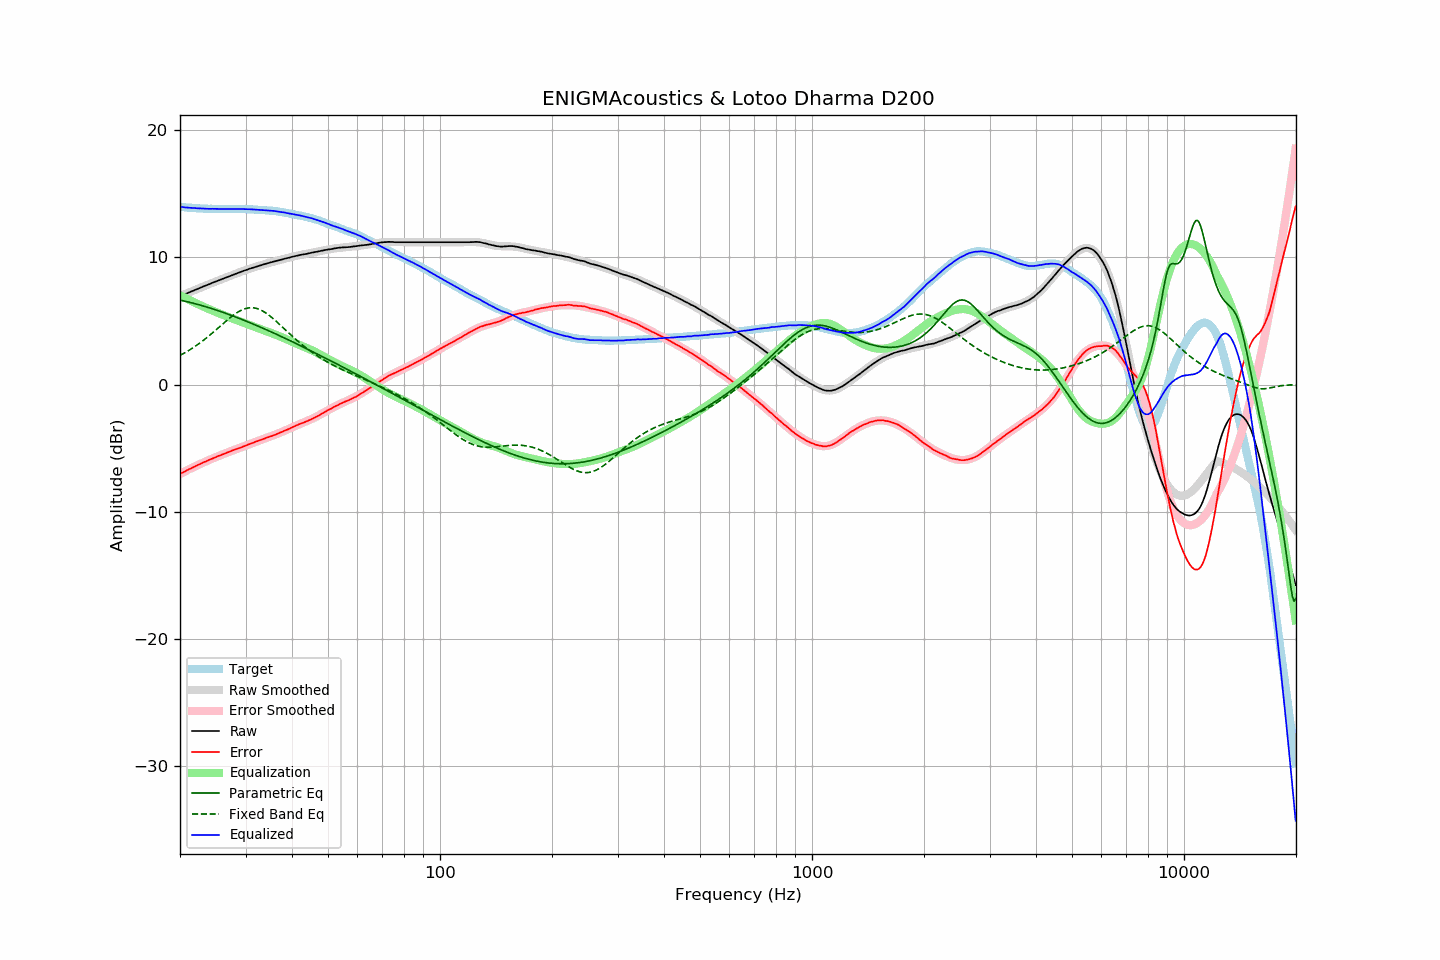 ENIGMAcoustics & Lotoo Dharma D200
20
10
0
−10
−20
−30
Amplitude (dBr)
Target
Raw Smoothed
Error Smoothed
Raw
Error
Equalization
Parametric Eq
Fixed Band Eq
Equalized
100
1000
10000
Frequency (Hz)